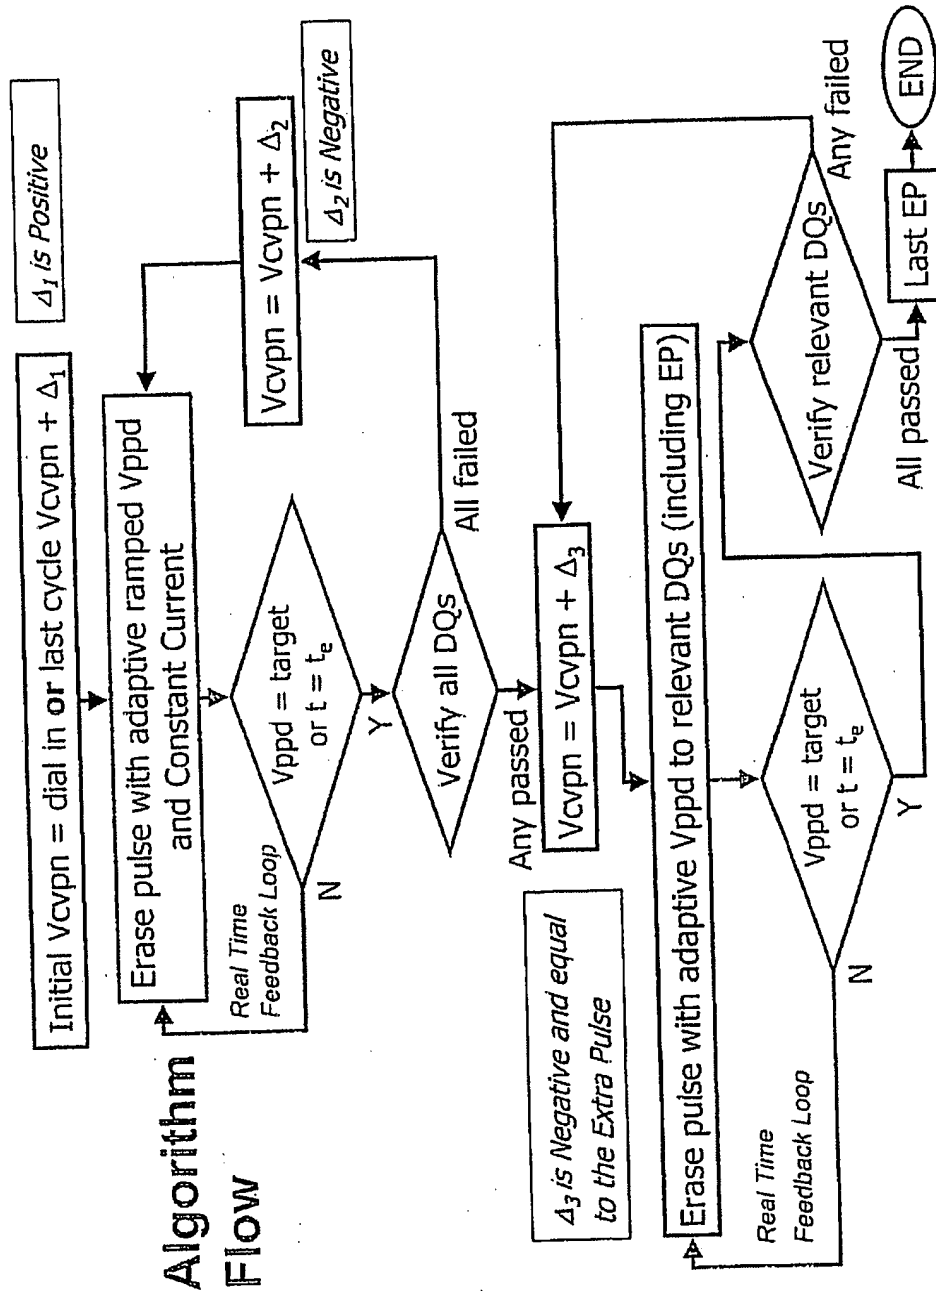 Algorithm
Flow
Initial Vcvpn = dial in or last cycle Vcvpn + Δ1
Δ1 is Positive
Erase pulse with adaptive ramped Vppd
and Constant Current
Vcvpn = Vcvpn + Δ2
Δ2 is Negative
Real Time
Feedback Loop
Vppd = target
or t = te
N
Y
Verify all DQs
All failed
Any passed
Vcvpn = Vcvpn + Δ3
Δ3 is Negative and equal
to the Extra Pulse
Erase pulse with adaptive Vppd to relevant DQs (including EP)
Real Time
Feedback Loop
Vppd = target
or t = te
N
Y
Verify relevant DQs
Any failed
All passed
Last EP
END